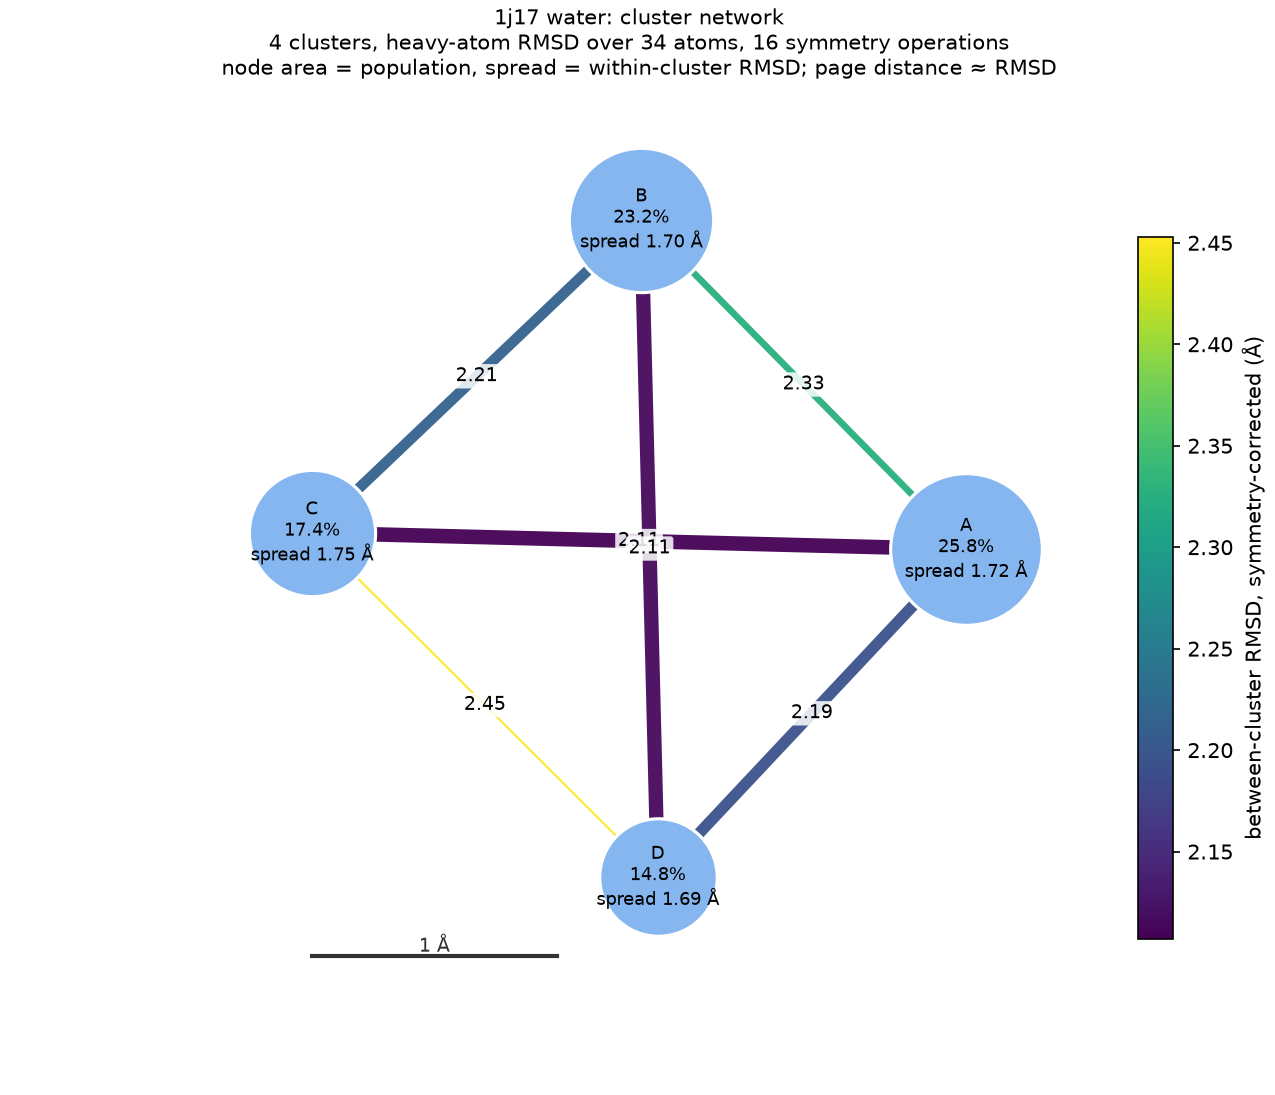 1j17 water: cluster network
4 clusters, heavy-atom RMSD over 34 atoms, 16 symmetry operations
node area = population, spread = within-cluster RMSD; page distance ≈ RMSD
B
23.2%
spread 1.70 Å
2.21
2.33
C
17.4%
spread 1.75 Å
2.11
A
25.8%
spread 1.72 Å
2.45
2.19
D
14.8%
spread 1.69 Å
1 Å
2.45
2.40
2.35
2.30
2.25
2.20
2.15
between-cluster RMSD, symmetry-corrected (Å)